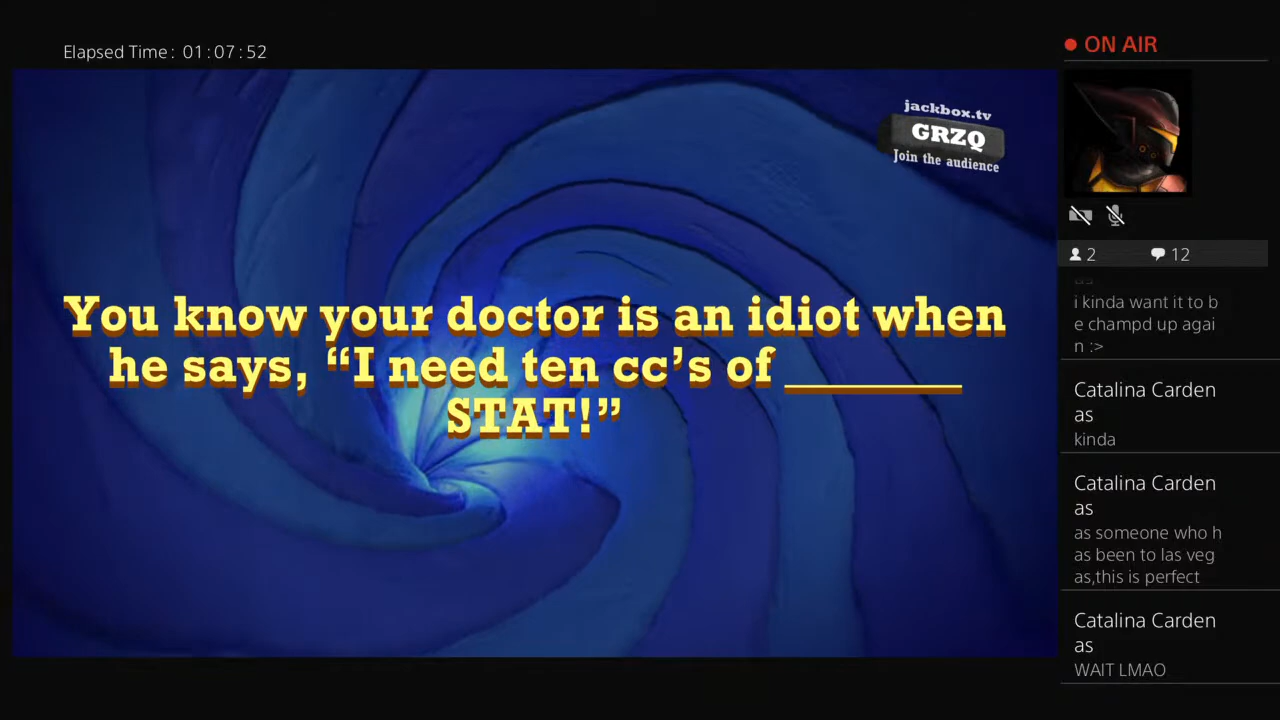 Elapsed Time: 01:07:52
ON AIR
jackbox.tv
GRZQ
Join the audience
You know your doctor is an idiot when
he says, “I need ten cc’s of ________
STAT!”
2
12
as
i kinda want it to b
e champd up agai
n :>
Catalina Carden
as
kinda
Catalina Carden
as
as someone who h
as been to las veg
as,this is perfect
Catalina Carden
as
WAIT LMAO